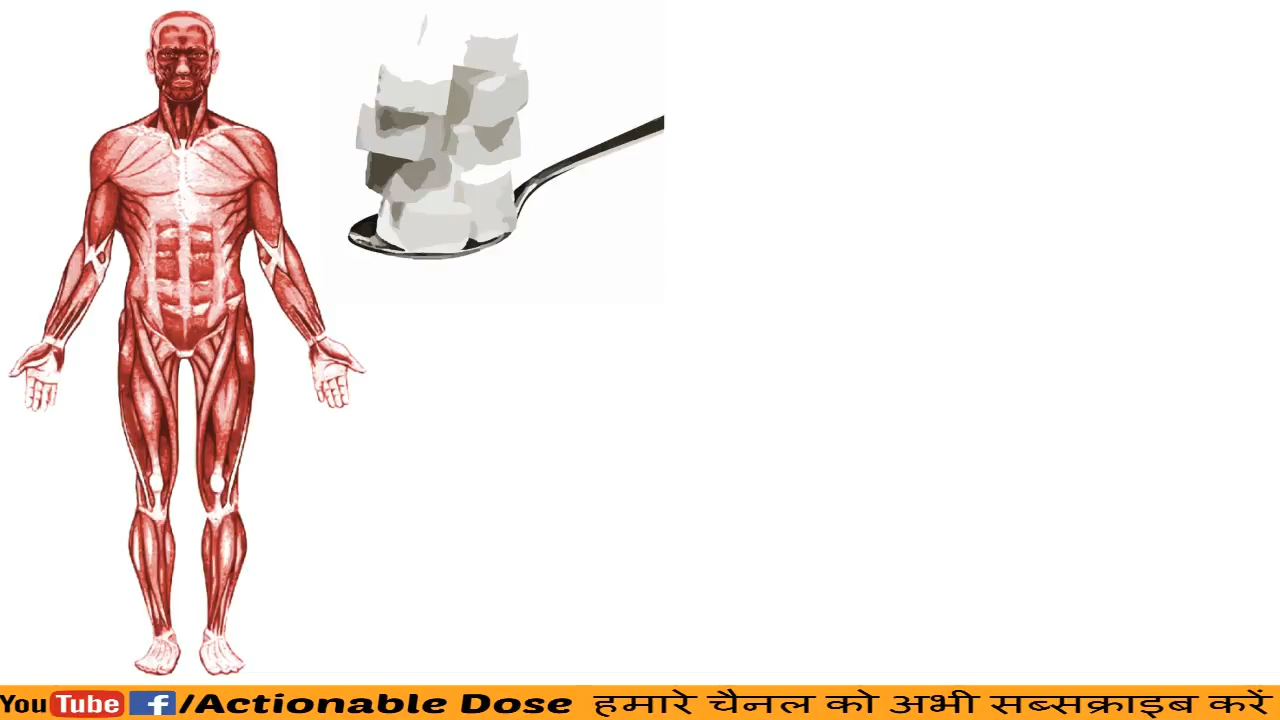 YouTube f/Actionable Dose हमारे चैनल को अभी सब्सक्राइब करें